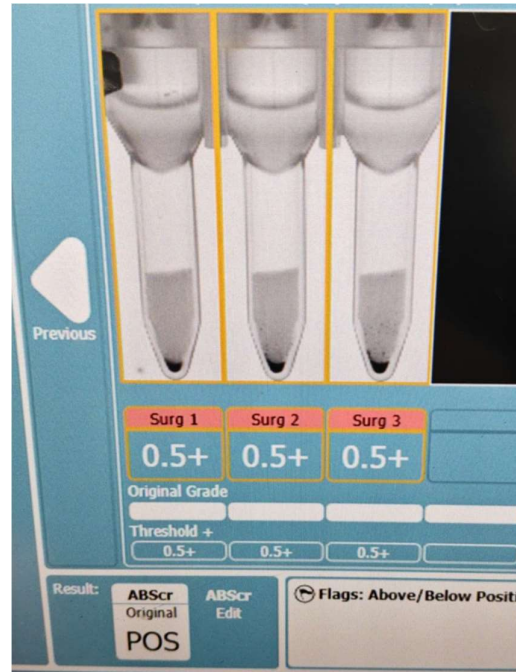 Previous
Surg 1
Surg 2
Surg 3
0.5+
0.5+
0.5+
Original Grade
Threshold +
0.5+
0.5+
0.5+
Result:
ABScr
Original
POS
ABScr
Edit
Flags: Above/Below Positi